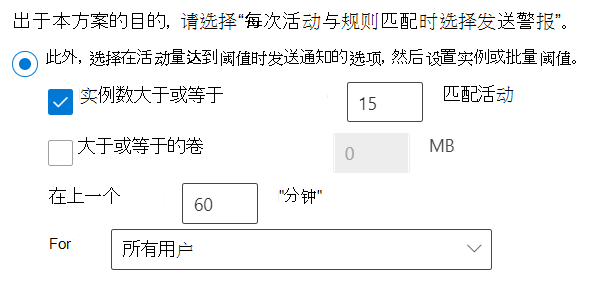 出于本方案的目的, 请选择“每次活动与规则匹配时选择发送警报”。
此外, 选择在活动量达到阈值时发送通知的选项, 然后设置实例或批量阈值。
实例数大于或等于 15 匹配活动
大于或等于的卷 0 MB
在上一个 60 "分钟"
For 所有用户